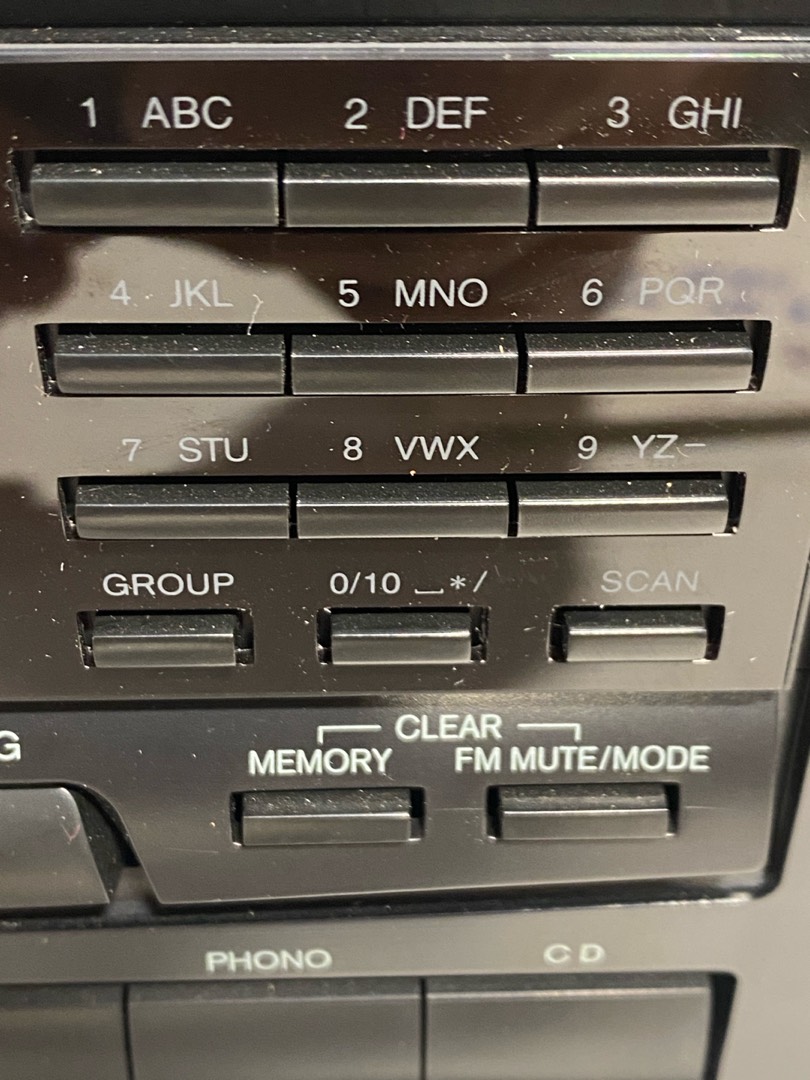 1 ABC 2 DEF 3 GHI
4 JKL 5 MNO 6 PQR
7 STU 8 VWX 9 YZ–
GROUP 0/10 ⎵*/ SCAN
CLEAR
G MEMORY FM MUTE/MODE
PHONO CD